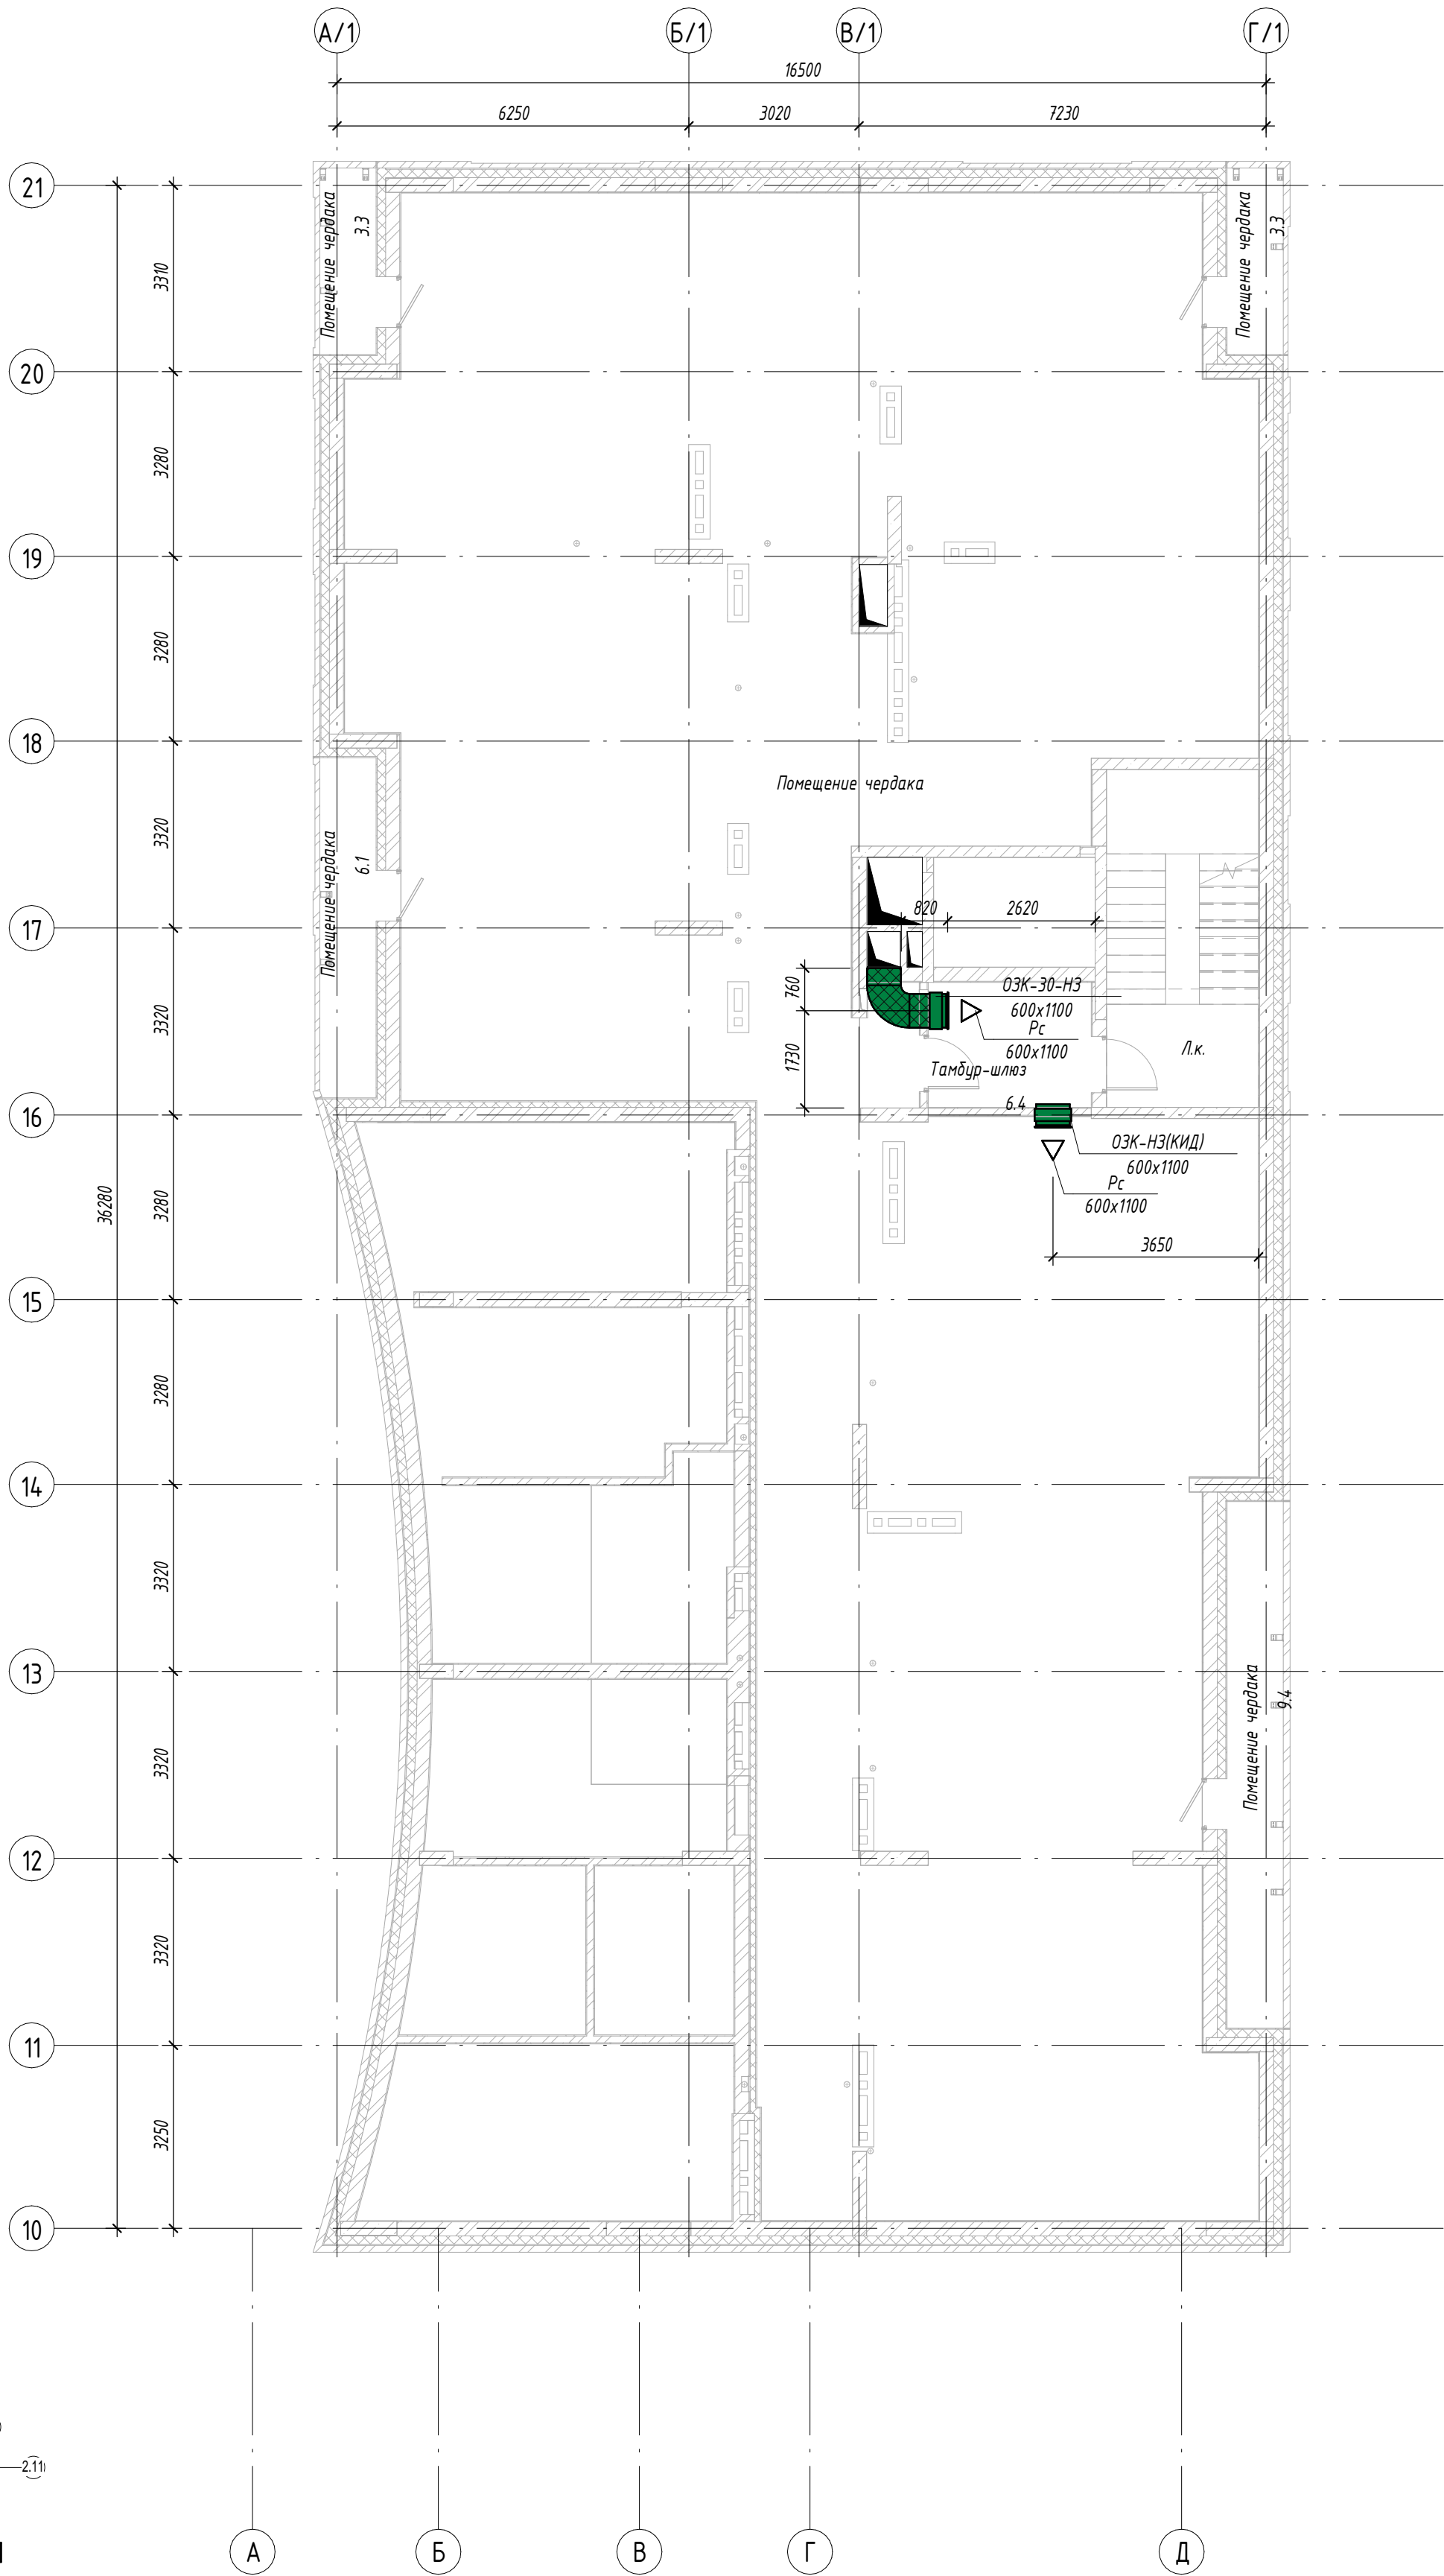 А/1
Б/1
В/1
Г/1
16500
6250
3020
7230
21
Помещение чердака
3.3
Помещение чердака
3.3
3310
20
3280
19
3280
18
Помещение чердака
3320
Помещение чердака
6.1
17
820
2620
3320
760
ОЗК-30-НЗ
600х1100
Рс
600х1100
1730
Л.к.
Тамбур-шлюз
6.4
16
ОЗК-НЗ(КИД)
600х1100
Рс
600х1100
36280
3280
3650
15
3280
14
3320
13
Помещение чердака
9.4
3320
12
3320
11
3250
10
2.11
А
Б
В
Г
Д